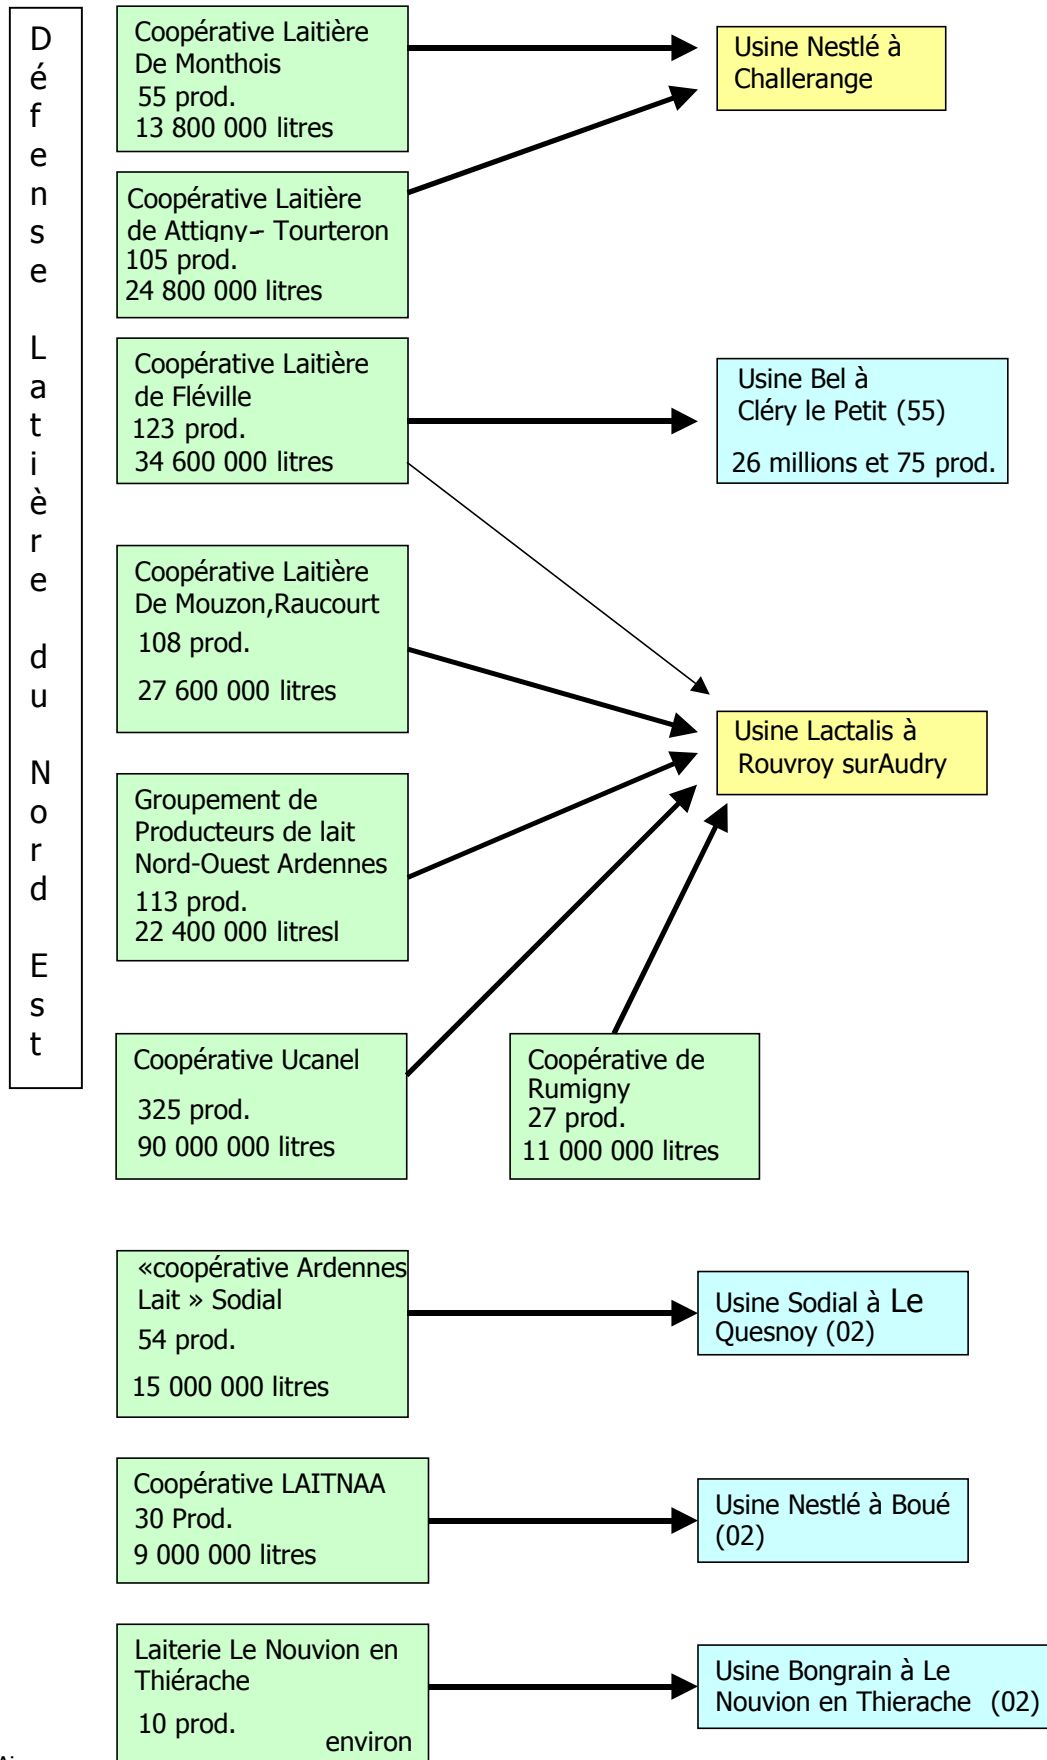 Défense Latière du Nord Est
Coopérative Laitière
De Monthois
55 prod.
13 800 000 litres
Usine Nestlé à
Challerange
Coopérative Laitière
de Attigny-- Tourteron
105 prod.
24 800 000 litres
Coopérative Laitière
de Fléville
123 prod.
34 600 000 litres
Usine Bel à
Cléry le Petit (55)
26 millions et 75 prod.
Coopérative Laitière
De Mouzon,Raucourt
108 prod.
27 600 000 litres
Usine Lactalis à
Rouvroy surAudry
Groupement de
Producteurs de lait
Nord-Ouest Ardennes
113 prod.
22 400 000 litresl
Coopérative Ucanel
325 prod.
90 000 000 litres
Coopérative de
Rumigny
27 prod.
11 000 000 litres
«coopérative Ardennes
Lait » Sodial
54 prod.
15 000 000 litres
Usine Sodial à Le
Quesnoy (02)
Coopérative LAITNAA
30 Prod.
9 000 000 litres
Usine Nestlé à Boué
(02)
Laiterie Le Nouvion en
Thiérache
10 prod.
environ
Usine Bongrain à Le
Nouvion en Thierache (02)